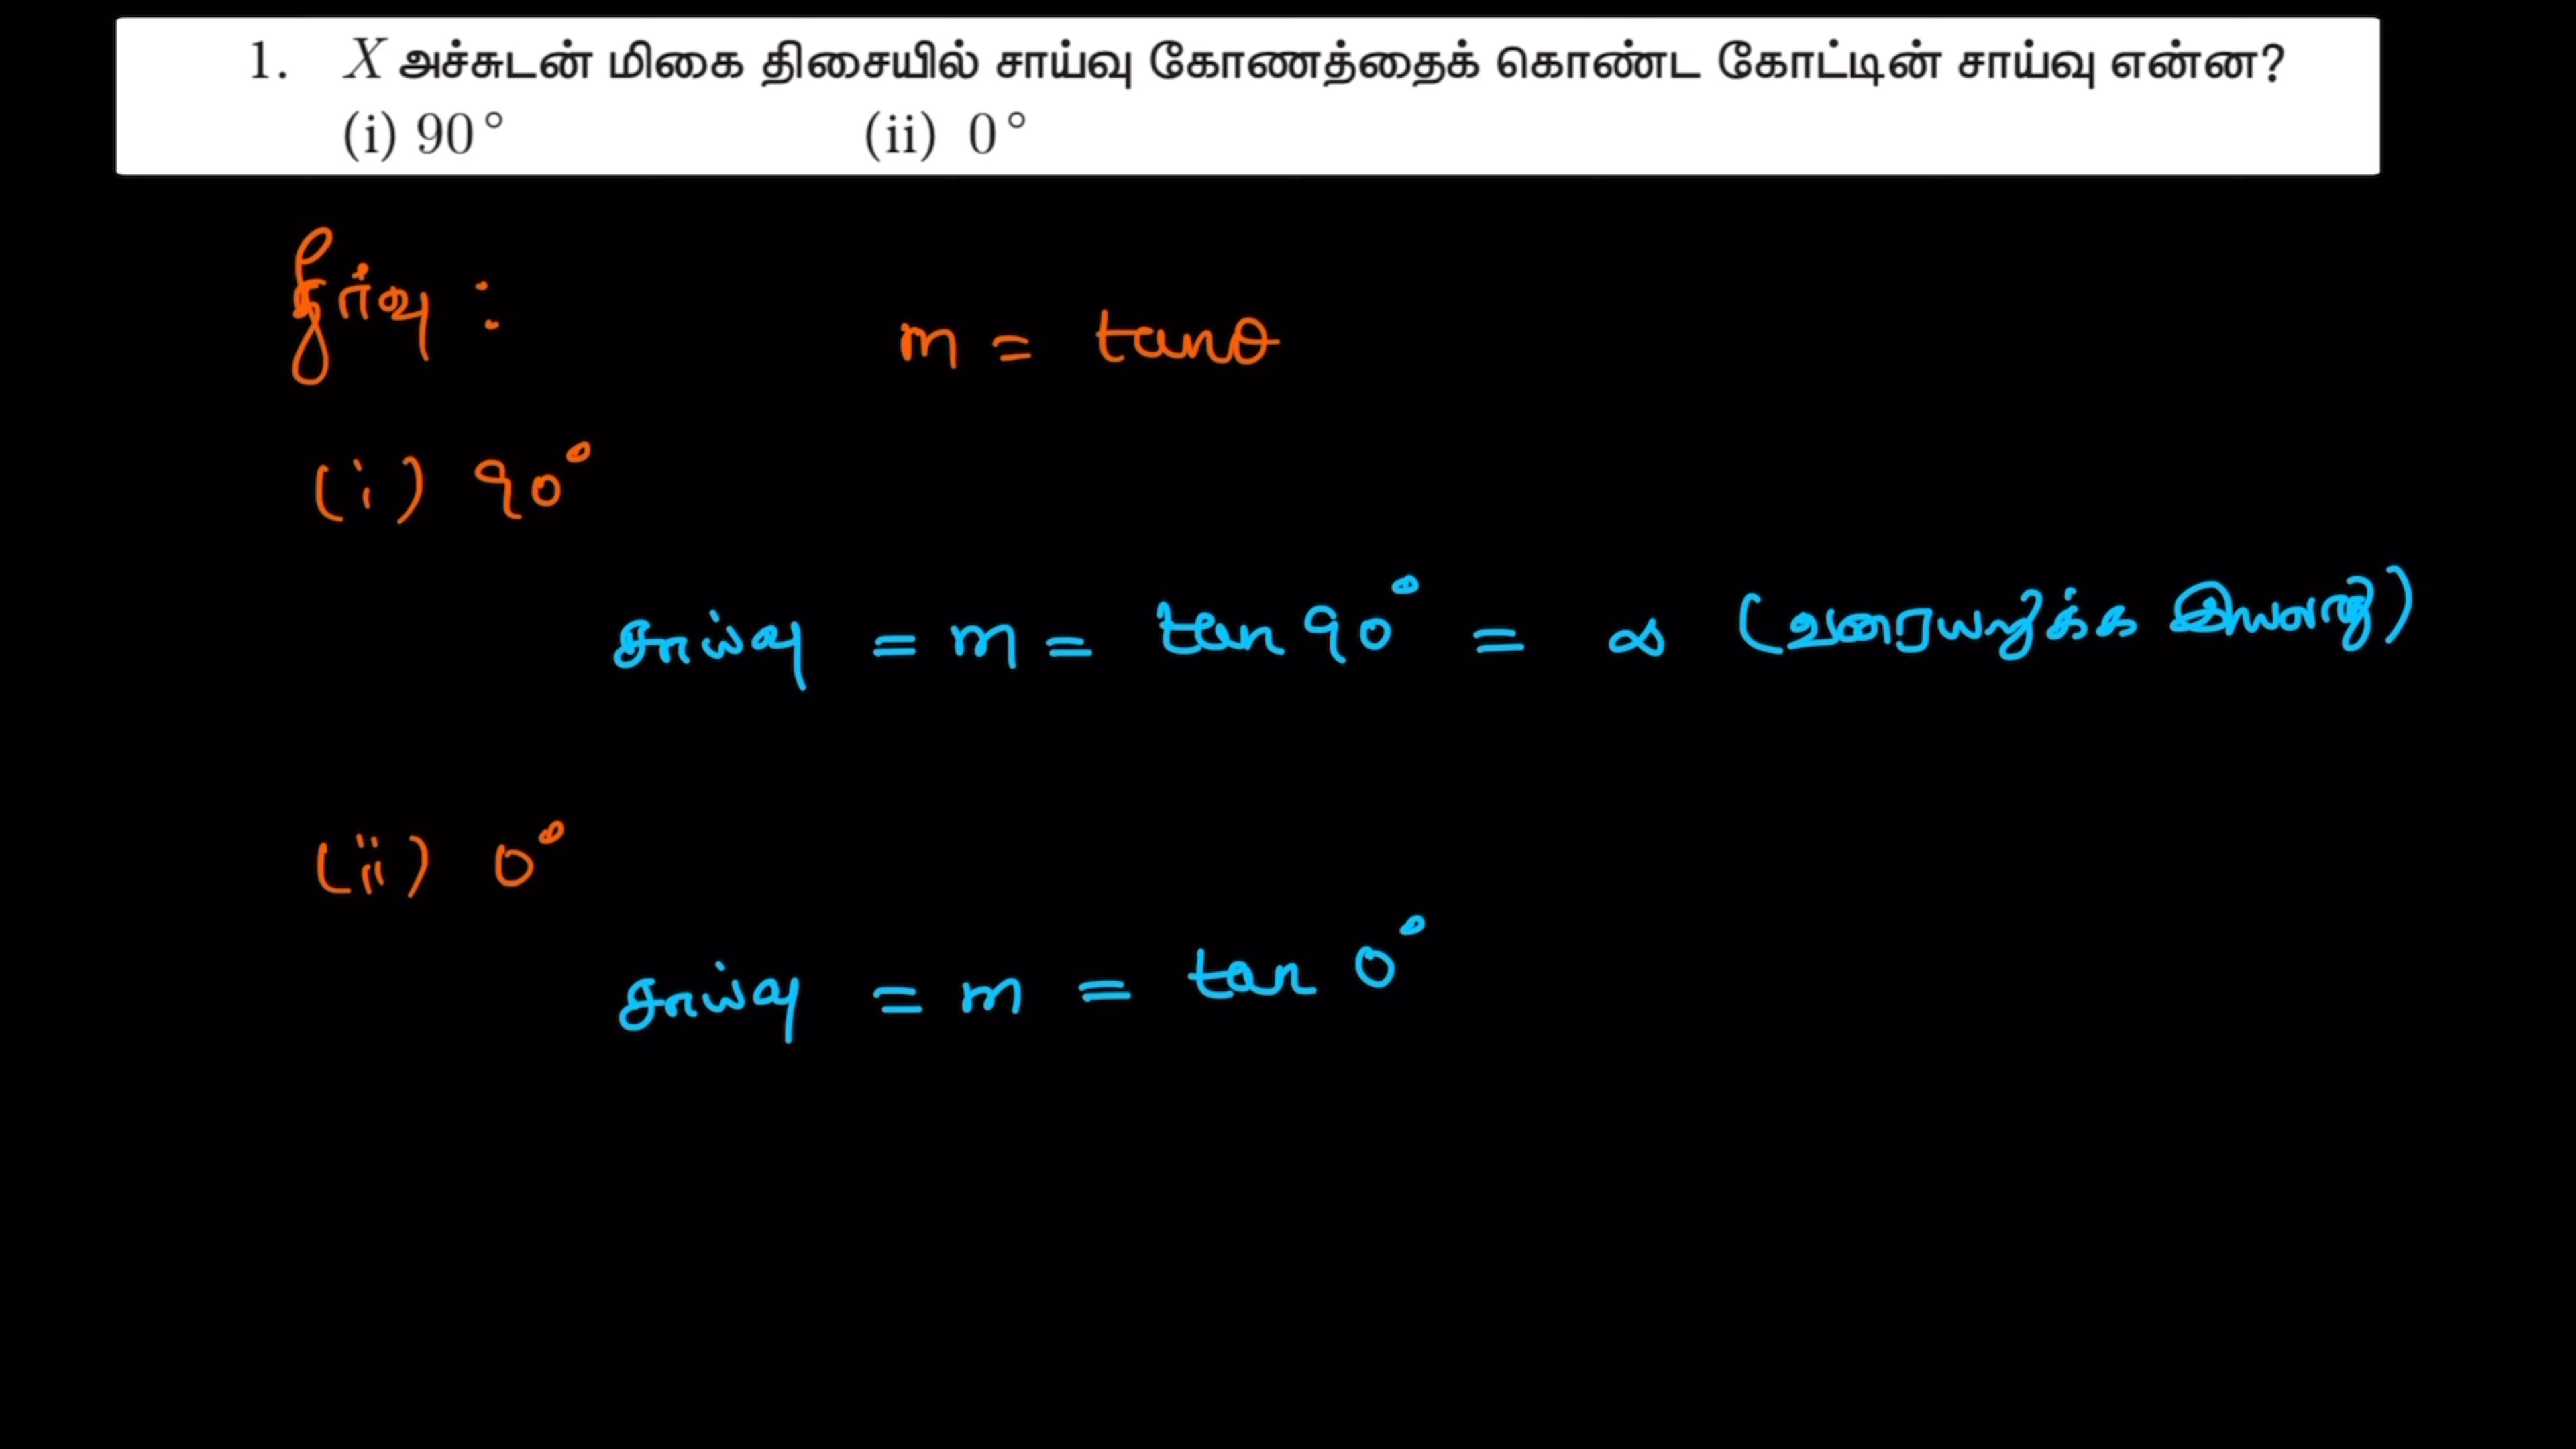 1. X அச்சுடன் மிகை திசையில் சாய்வு கோணத்தைக் கொண்ட கோட்டின் சாய்வு என்ன?
(i) 90° (ii) 0°
தீர்வு :
m = tanθ
(i) 90°
சாய்வு = m = tan 90° = ∞ (வரையறுக்க இயலாது)
(ii) 0°
சாய்வு = m = tan 0°